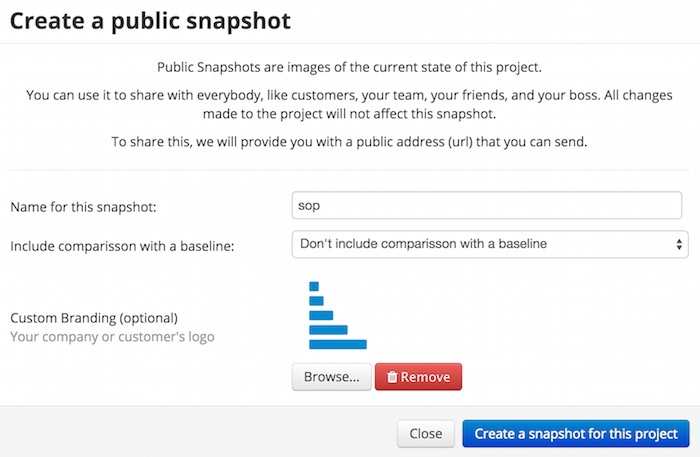 Create a public snapshot
Public Snapshots are images of the current state of this project.
You can use it to share with everybody, like customers, your team, your friends, and your boss. All changes
made to the project will not affect this snapshot.
To share this, we will provide you with a public address (url) that you can send.
Name for this snapshot:
sop
Include comparisson with a baseline:
Don't include comparisson with a baseline
Custom Branding (optional)
Your company or customer's logo
Browse...
Remove
Close
Create a snapshot for this project